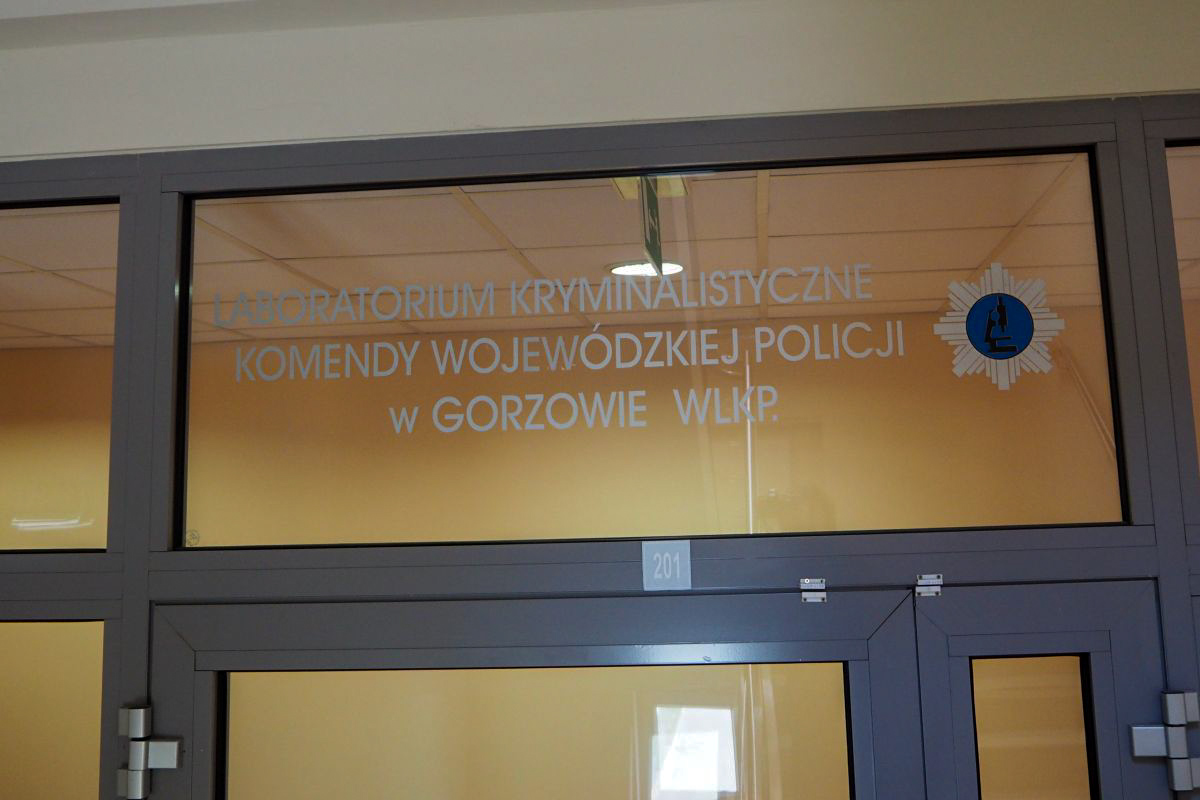 LABORATORIUM KRYMINALISTYCZNE
KOMENDY WOJEWÓDZKIEJ POLICJI
w GORZOWIE WLKP.
201